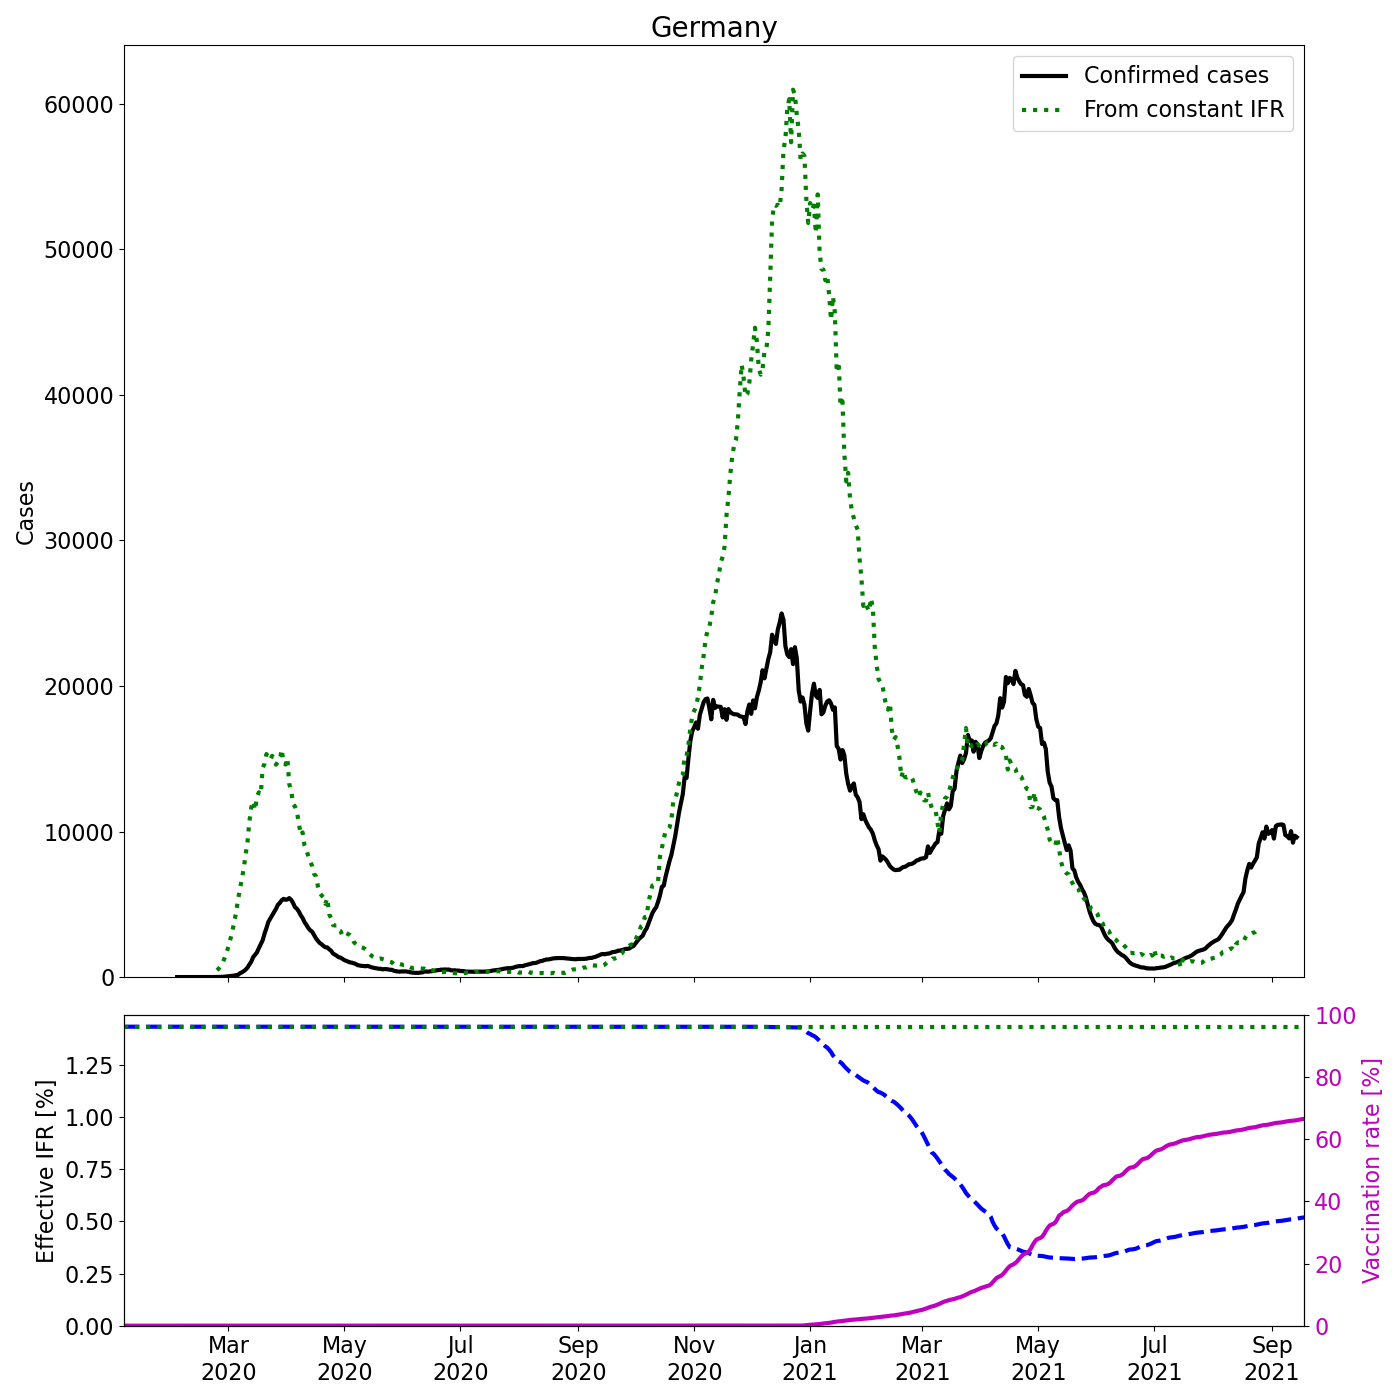 Germany
Confirmed cases
From constant IFR
60000
50000
40000
30000
20000
10000
0
Cases
1.25
1.00
0.75
0.50
0.25
0.00
Effective IFR [%]
100
80
60
40
20
0
Vaccination rate [%]
Mar May Jul Sep Nov Jan Mar May Jul Sep
2020 2020 2020 2020 2020 2021 2021 2021 2021 2021